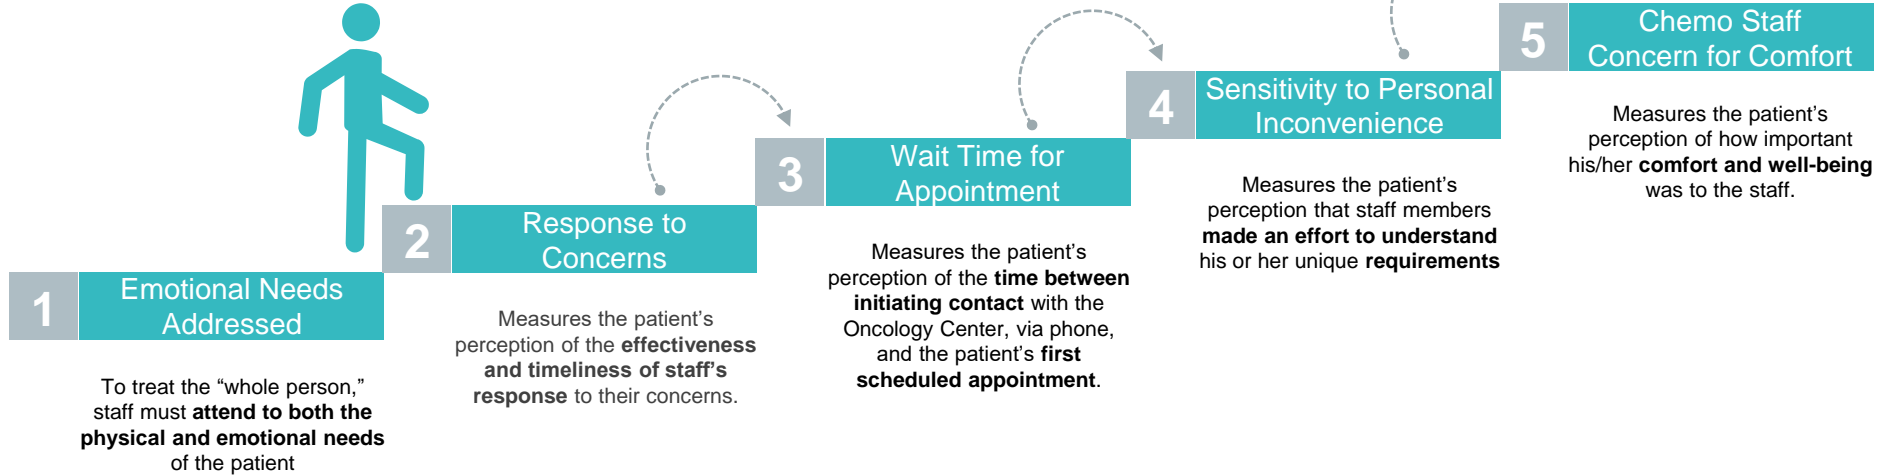 1
Emotional Needs
Addressed
To treat the “whole person,”
staff must attend to both the
physical and emotional needs
of the patient
2
Response to
Concerns
Measures the patient’s
perception of the effectiveness
and timeliness of staff’s
response to their concerns.
3
Wait Time for
Appointment
Measures the patient’s
perception of the time between
initiating contact with the
Oncology Center, via phone,
and the patient’s first
scheduled appointment.
4
Sensitivity to Personal
Inconvenience
Measures the patient’s
perception that staff members
made an effort to understand
his or her unique requirements
5
Chemo Staff
Concern for Comfort
Measures the patient’s
perception of how important
his/her comfort and well-being
was to the staff.